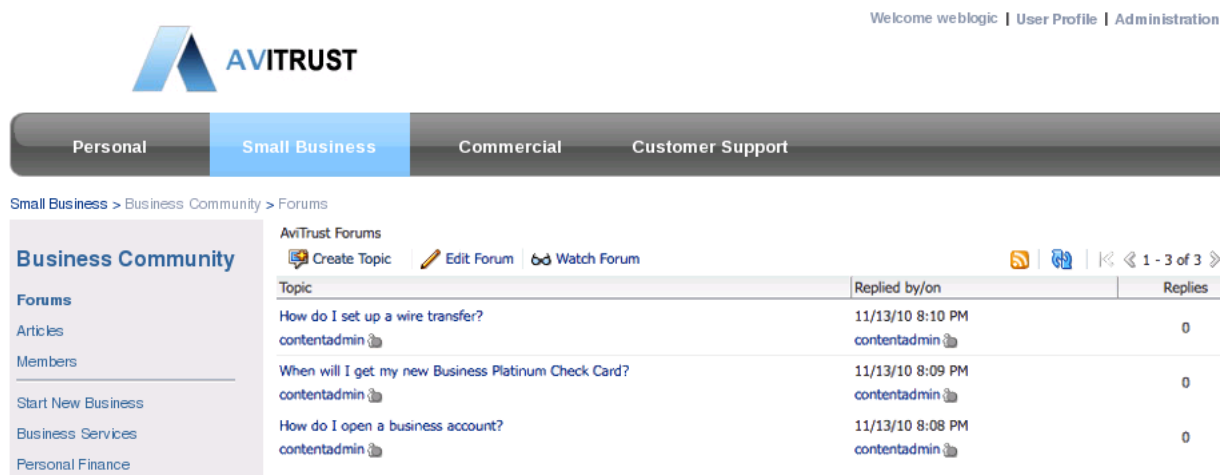 Welcome weblogic | User Profile | Administration
AVITRUST
Personal Small Business Commercial Customer Support
Small Business > Business Community > Forums
Business Community
Forums
Articles
Members
Start New Business
Business Services
Personal Finance
AviTrust Forums
Create Topic Edit Forum Watch Forum 1 - 3 of 3
Topic Replied by/on Replies
How do I set up a wire transfer? 11/13/10 8:10 PM 0
contentadmin contentadmin
When will I get my new Business Platinum Check Card? 11/13/10 8:09 PM 0
contentadmin contentadmin
How do I open a business account? 11/13/10 8:08 PM 0
contentadmin contentadmin